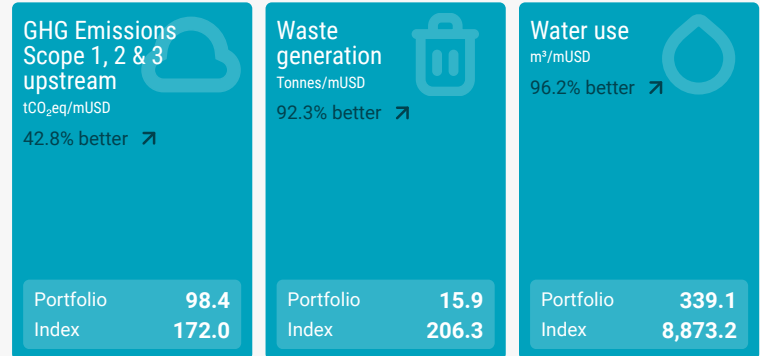 GHG Emissions
Scope 1, 2 & 3
upstream
tCO₂eq/mUSD
42.8% better
Portfolio 98.4
Index 172.0
Waste
generation
Tonnes/mUSD
92.3% better
Portfolio 15.9
Index 206.3
Water use
m³/mUSD
96.2% better
Portfolio 339.1
Index 8,873.2